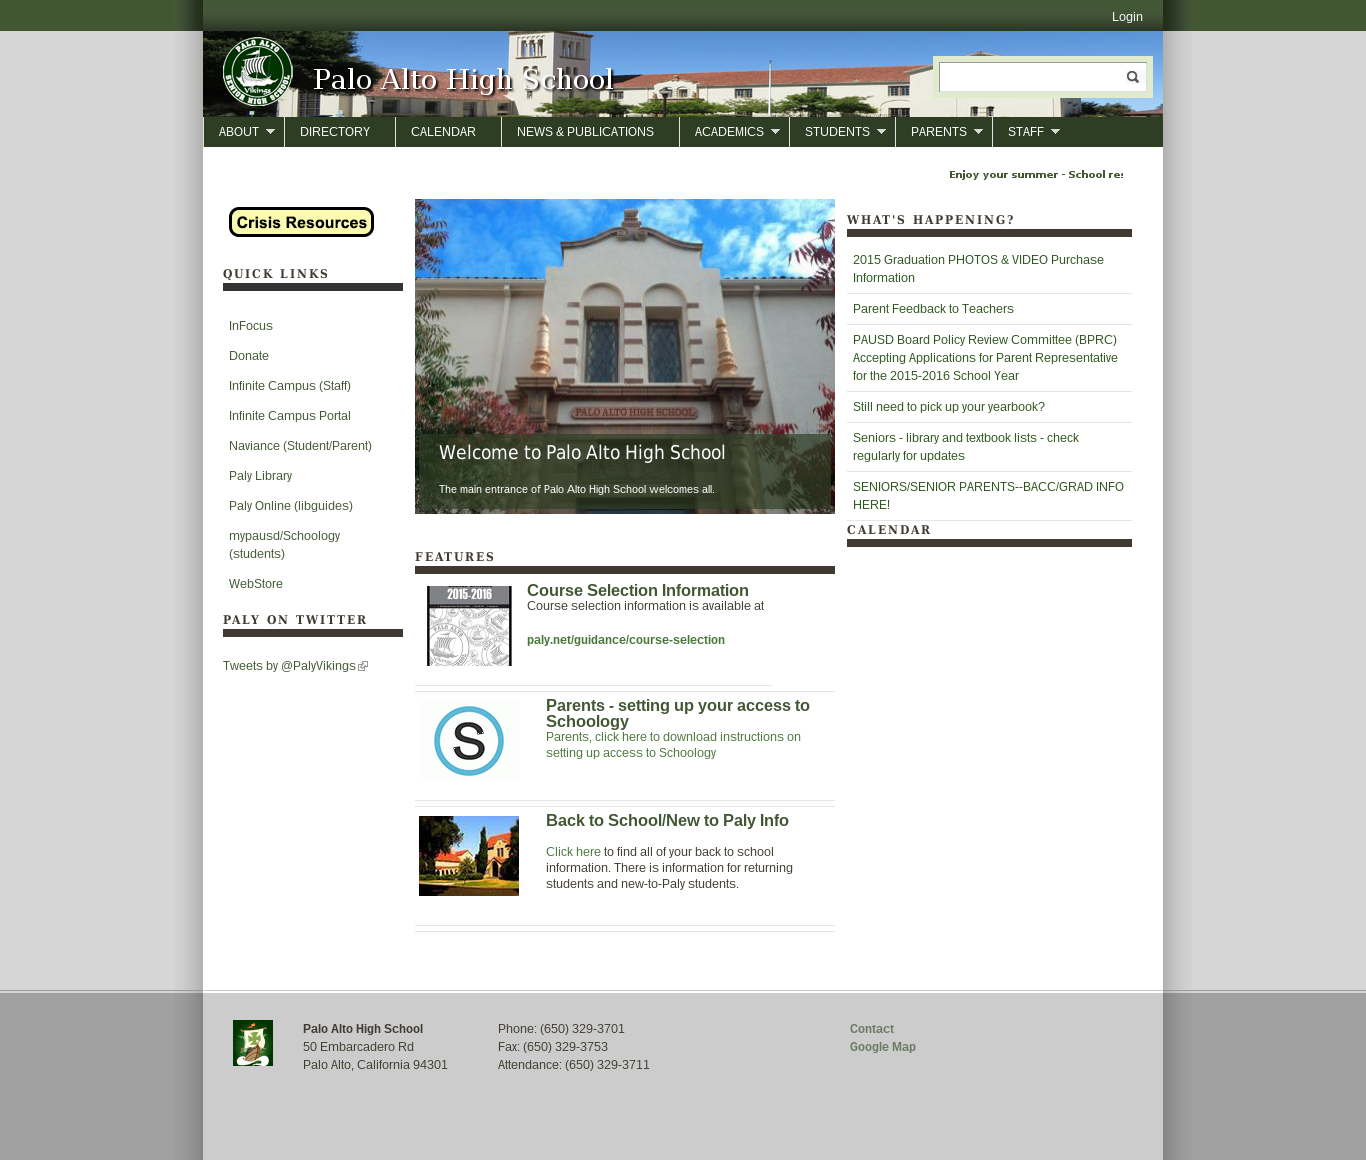 Login
PALO ALTO
SENIOR HIGH SCHOOL
Vikings
Palo Alto High School
ABOUT
DIRECTORY
CALENDAR
NEWS & PUBLICATIONS
ACADEMICS
STUDENTS
PARENTS
STAFF
Enjoy your summer - School res
Crisis Resources
QUICK LINKS
InFocus
Donate
Infinite Campus (Staff)
Infinite Campus Portal
Naviance (Student/Parent)
Paly Library
Paly Online (libguides)
mypausd/Schoology
(students)
WebStore
PALY ON TWITTER
Tweets by @PalyVikings
PALO ALTO HIGH SCHOOL
Welcome to Palo Alto High School
The main entrance of Palo Alto High School welcomes all.
FEATURES
2015-2016
Course Selection Information
Course selection information is available at
paly.net/guidance/course-selection
S
Parents - setting up your access to
Schoology
Parents, click here to download instructions on
setting up access to Schoology
Back to School/New to Paly Info
Click here to find all of your back to school
information. There is information for returning
students and new-to-Paly students.
WHAT'S HAPPENING?
2015 Graduation PHOTOS & VIDEO Purchase
Information
Parent Feedback to Teachers
PAUSD Board Policy Review Committee (BPRC)
Accepting Applications for Parent Representative
for the 2015-2016 School Year
Still need to pick up your yearbook?
Seniors - library and textbook lists - check
regularly for updates
SENIORS/SENIOR PARENTS--BACC/GRAD INFO
HERE!
CALENDAR
Palo Alto High School
50 Embarcadero Rd
Palo Alto, California 94301
Phone: (650) 329-3701
Fax: (650) 329-3753
Attendance: (650) 329-3711
Contact
Google Map